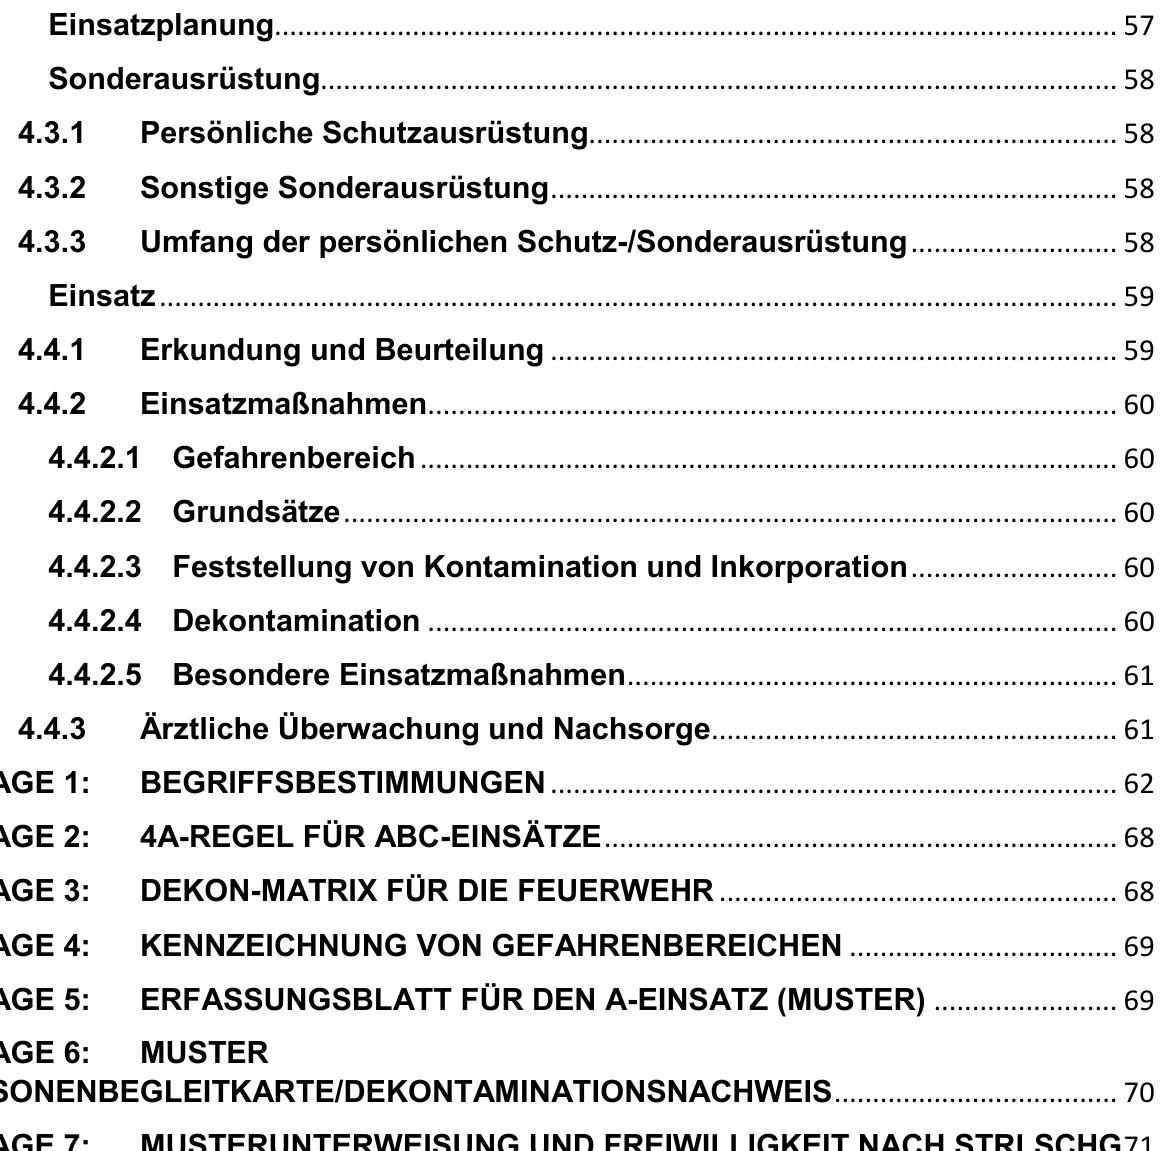 Einsatzplanung 57
Sonderausrüstung 58
4.3.1 Persönliche Schutzausrüstung 58
4.3.2 Sonstige Sonderausrüstung 58
4.3.3 Umfang der persönlichen Schutz-/Sonderausrüstung 58
Einsatz 59
4.4.1 Erkundung und Beurteilung 59
4.4.2 Einsatzmaßnahmen 60
4.4.2.1 Gefahrenbereich 60
4.4.2.2 Grundsätze 60
4.4.2.3 Feststellung von Kontamination und Inkorporation 60
4.4.2.4 Dekontamination 60
4.4.2.5 Besondere Einsatzmaßnahmen 61
4.4.3 Ärztliche Überwachung und Nachsorge 61
AGE 1: BEGRIFFSBESTIMMUNGEN 62
AGE 2: 4A-REGEL FÜR ABC-EINSÄTZE 68
AGE 3: DEKON-MATRIX FÜR DIE FEUERWEHR 68
AGE 4: KENNZEICHNUNG VON GEFAHRENBEREICHEN 69
AGE 5: ERFASSUNGSBLATT FÜR DEN A-EINSATZ (MUSTER) 69
AGE 6: MUSTER
SONENBEGLEITKARTE/DEKONTAMINATIONSNACHWEIS 70
AGE 7: MUSTERUNTERWEISUNG UND FREIWILLIGKEIT NACH STRLSCHG 71